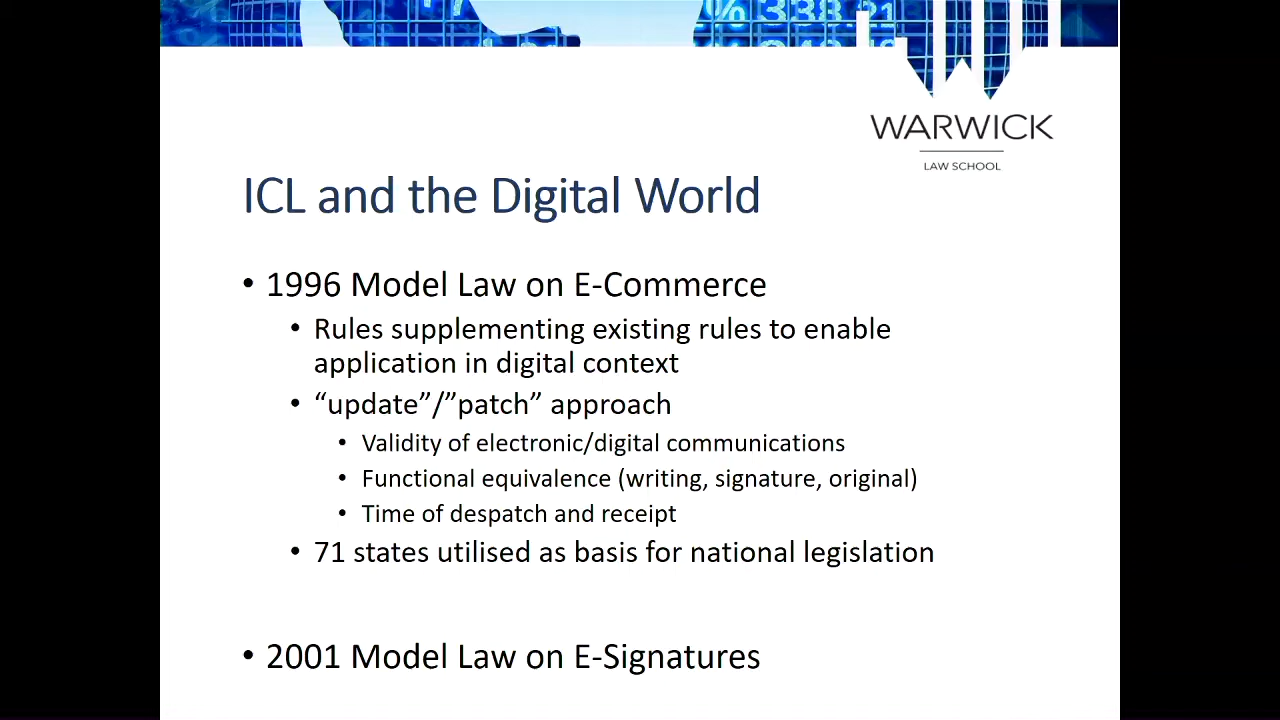 338.21
WARWICK
LAW SCHOOL
ICL and the Digital World
• 1996 Model Law on E-Commerce
• Rules supplementing existing rules to enable
application in digital context
• “update”/”patch” approach
• Validity of electronic/digital communications
• Functional equivalence (writing, signature, original)
• Time of despatch and receipt
• 71 states utilised as basis for national legislation
• 2001 Model Law on E-Signatures